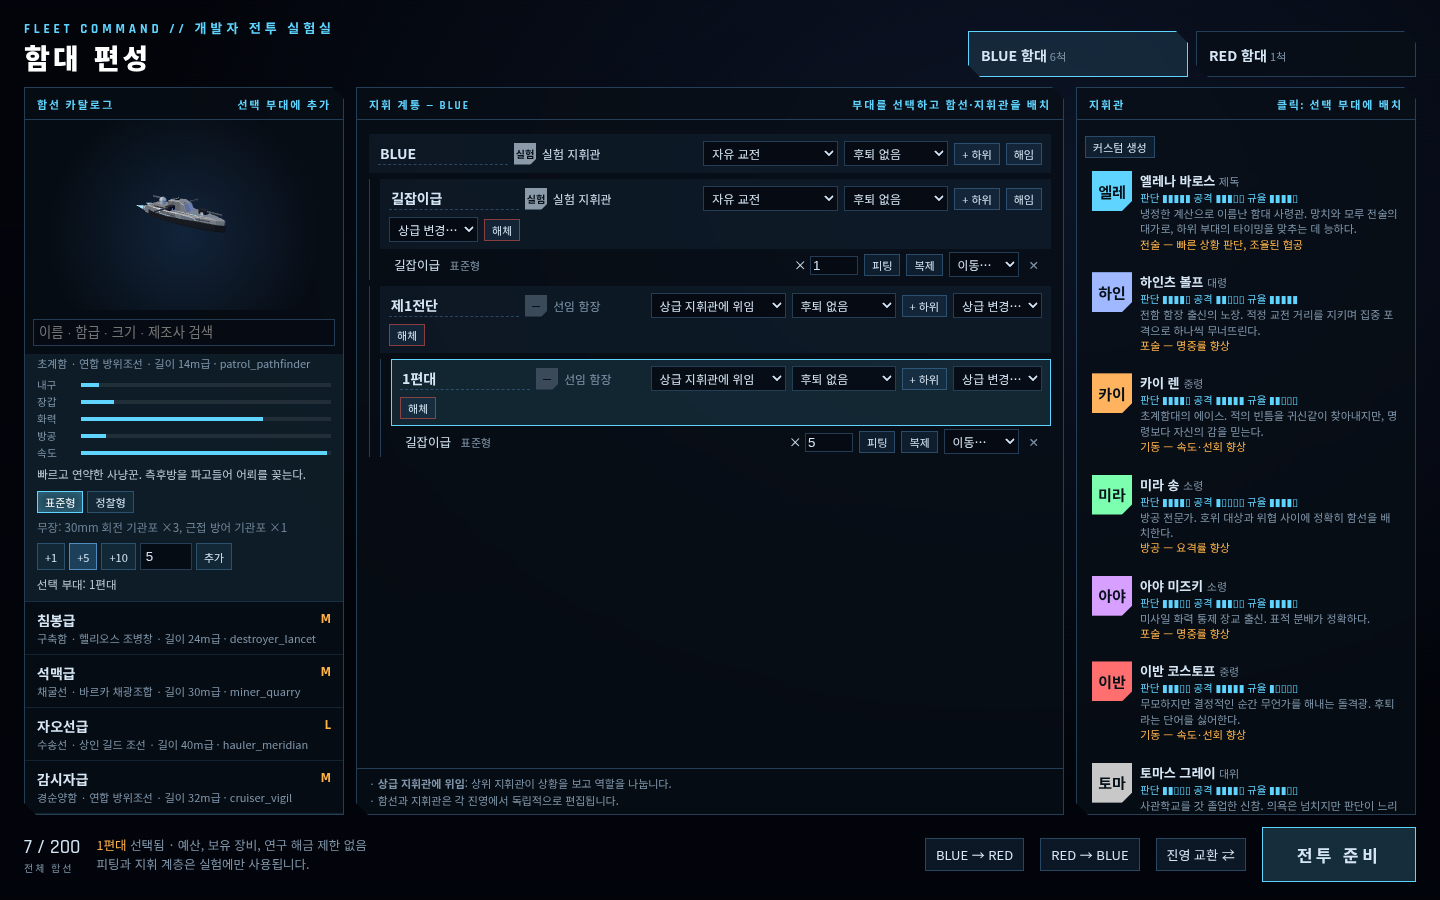 FLEET COMMAND // 개발자 전투 실험실
함대 편성
BLUE 함대 6척
RED 함대 1척
함선 카탈로그 선택 부대에 추가
이름 · 함급 · 크기 · 제조사 검색
초계함 · 연합 방위조선 · 길이 14m급 · patrol_pathfinder
내구
장갑
화력
방공
속도
빠르고 연약한 사냥꾼. 측후방을 파고들어 어뢰를 꽂는다.
표준형 정찰형
무장: 30mm 회전 기관포 ×3, 근접 방어 기관포 ×1
+1 +5 +10 5 추가
선택 부대: 1편대
침봉급 M
구축함 · 헬리오스 조병창 · 길이 24m급 · destroyer_lancet
석맥급 M
채굴선 · 바르카 채광조합 · 길이 30m급 · miner_quarry
자오선급 L
수송선 · 상인 길드 조선 · 길이 40m급 · hauler_meridian
감시자급 M
경순양함 · 연합 방위조선 · 길이 32m급 · cruiser_vigil
지휘 계통 — BLUE 부대를 선택하고 함선·지휘관을 배치
BLUE 실험 실험 지휘관 자유 교전 후퇴 없음 + 하위 해임
길잡이급 실험 실험 지휘관 자유 교전 후퇴 없음 + 하위 해임
상급 변경… 해체
길잡이급 표준형 × 1 피팅 복제 이동… ×
제1전단 — 선임 함장 상급 지휘관에 위임 후퇴 없음 + 하위 상급 변경…
해체
1편대 — 선임 함장 상급 지휘관에 위임 후퇴 없음 + 하위 상급 변경…
해체
길잡이급 표준형 × 5 피팅 복제 이동… ×
· 상급 지휘관에 위임: 상위 지휘관이 상황을 보고 역할을 나눕니다.
· 함선과 지휘관은 각 진영에서 독립적으로 편집됩니다.
지휘관 클릭: 선택 부대에 배치
커스텀 생성
엘레 엘레나 바로스 제독
판단 ▮▮▮▮▮ 공격 ▮▮▮▯▯ 규율 ▮▮▮▮▯
냉정한 계산으로 이름난 함대 사령관. 망치와 모루 전술의
대가로, 하위 부대의 타이밍을 맞추는 데 능하다.
전술 — 빠른 상황 판단, 조율된 협공
하인 하인츠 볼프 대령
판단 ▮▮▮▮▯ 공격 ▮▮▯▯▯ 규율 ▮▮▮▮▮
전함 함장 출신의 노장. 적정 교전 거리를 지키며 집중 포
격으로 하나씩 무너뜨린다.
포술 — 명중률 향상
카이 카이 렌 중령
판단 ▮▮▮▮▯ 공격 ▮▮▮▮▮ 규율 ▮▮▯▯▯
초계함대의 에이스. 적의 빈틈을 귀신같이 찾아내지만, 명
령보다 자신의 감을 믿는다.
기동 — 속도·선회 향상
미라 미라 송 소령
판단 ▮▮▮▮▯ 공격 ▮▯▯▯▯ 규율 ▮▮▮▮▯
방공 전문가. 호위 대상과 위협 사이에 정확히 함선을 배
치한다.
방공 — 요격률 향상
아야 아야 미즈키 소령
판단 ▮▮▮▯▯ 공격 ▮▮▮▯▯ 규율 ▮▮▮▮▯
미사일 화력 통제 장교 출신. 표적 분배가 정확하다.
포술 — 명중률 향상
이반 이반 코스토프 중령
판단 ▮▮▮▯▯ 공격 ▮▮▮▮▮ 규율 ▮▯▯▯▯
무모하지만 결정적인 순간 무언가를 해내는 돌격광. 후퇴
라는 단어를 싫어한다.
기동 — 속도·선회 향상
토마 토마스 그레이 대위
판단 ▮▮▯▯▯ 공격 ▮▮▮▮▯ 규율 ▮▮▮▮▯
사관학교를 갓 졸업한 신참. 의욕은 넘치지만 판단이 느리
7 / 200
전체 함선
1편대 선택됨 · 예산, 보유 장비, 연구 해금 제한 없음
피팅과 지휘 계층은 실험에만 사용됩니다.
BLUE → RED
RED → BLUE
진영 교환 ⇄
전투 준비